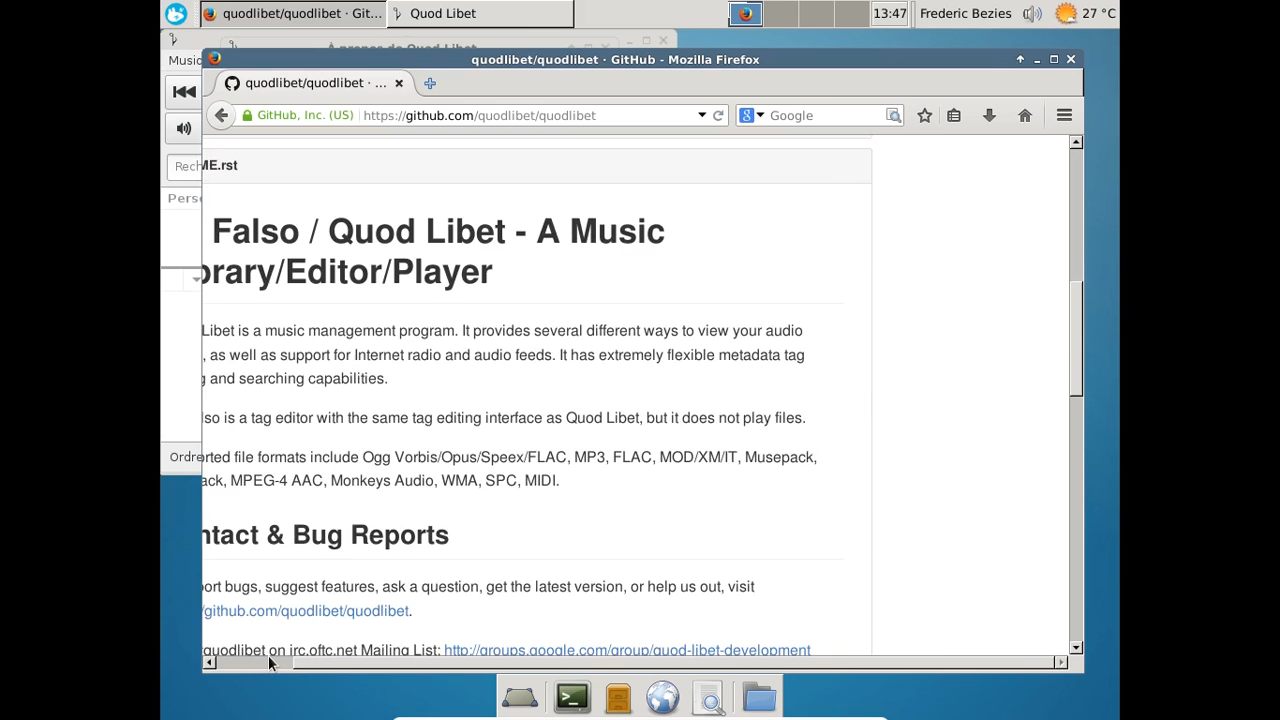 quodlibet/quodlibet · Git...
Quod Libet
13:47
Frederic Bezies
27 °C
quodlibet/quodlibet · GitHub - Mozilla Firefox
Music
quodlibet/quodlibet · ...
GitHub, Inc. (US)
https://github.com/quodlibet/quodlibet
Google
Rech
ME.rst
Pers
Falso / Quod Libet - A Music
brary/Editor/Player
Libet is a music management program. It provides several different ways to view your audio
, as well as support for Internet radio and audio feeds. It has extremely flexible metadata tag
g and searching capabilities.
lso is a tag editor with the same tag editing interface as Quod Libet, but it does not play files.
Ordre
orted file formats include Ogg Vorbis/Opus/Speex/FLAC, MP3, FLAC, MOD/XM/IT, Musepack,
ack, MPEG-4 AAC, Monkeys Audio, WMA, SPC, MIDI.
ntact & Bug Reports
ort bugs, suggest features, ask a question, get the latest version, or help us out, visit
/github.com/quodlibet/quodlibet.
quodlibet on irc.oftc.net Mailing List: http://groups.google.com/group/quod-libet-development